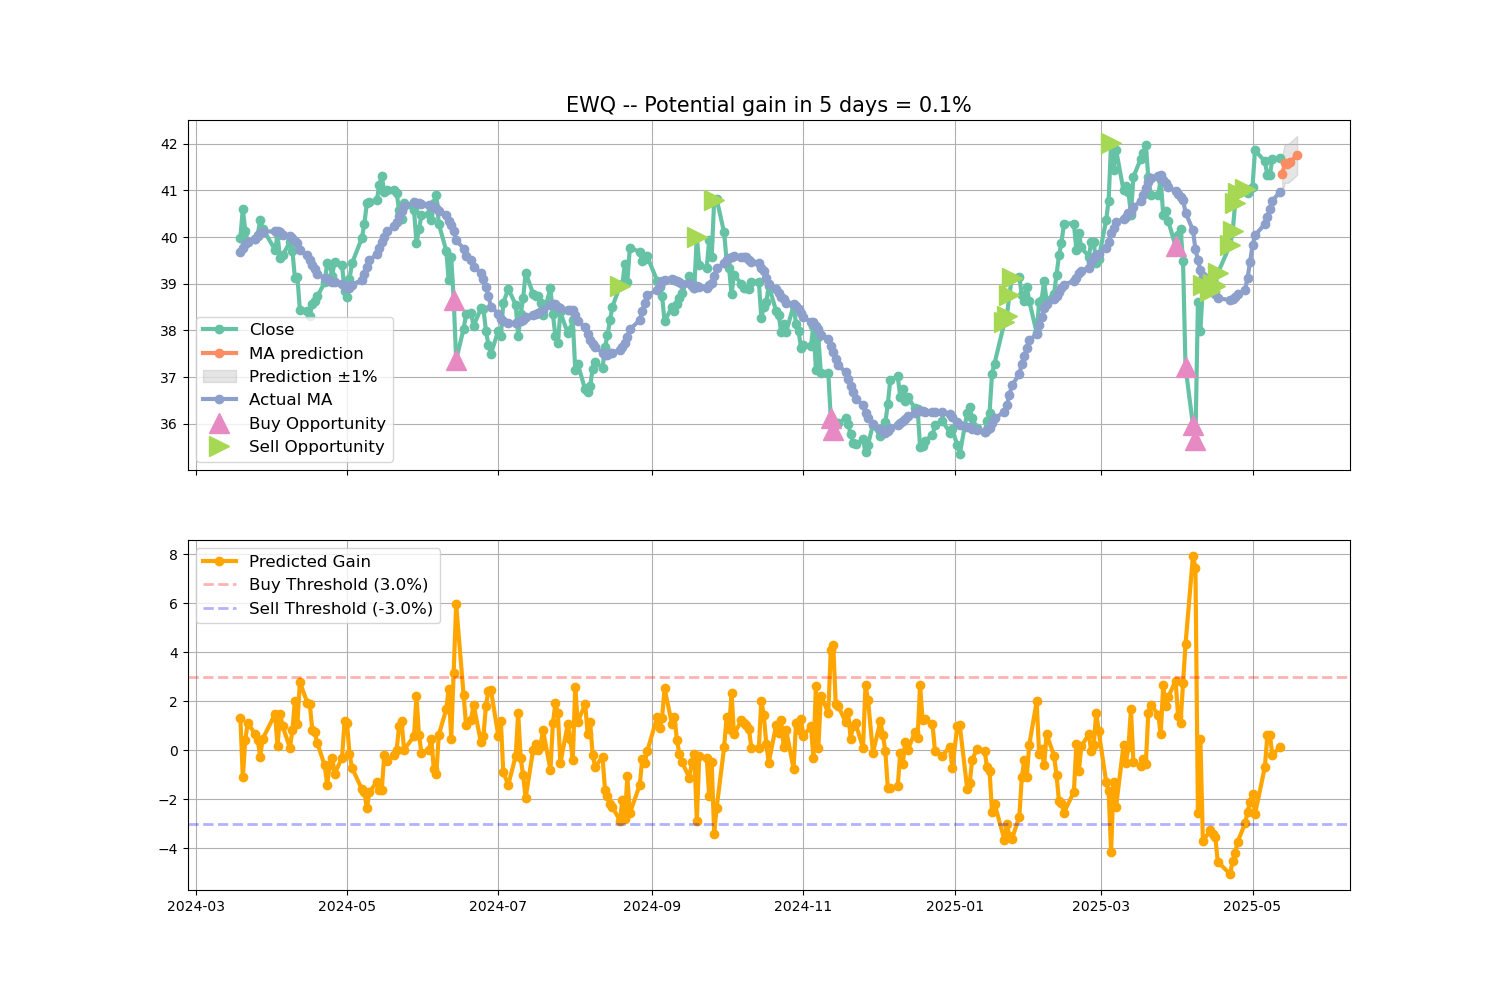 EWQ -- Potential gain in 5 days = 0.1%
42
41
40
39
38
37
36
Close
MA prediction
Prediction ±1%
Actual MA
Buy Opportunity
Sell Opportunity
8
6
4
2
0
−2
−4
Predicted Gain
Buy Threshold (3.0%)
Sell Threshold (-3.0%)
2024-03 2024-05 2024-07 2024-09 2024-11 2025-01 2025-03 2025-05